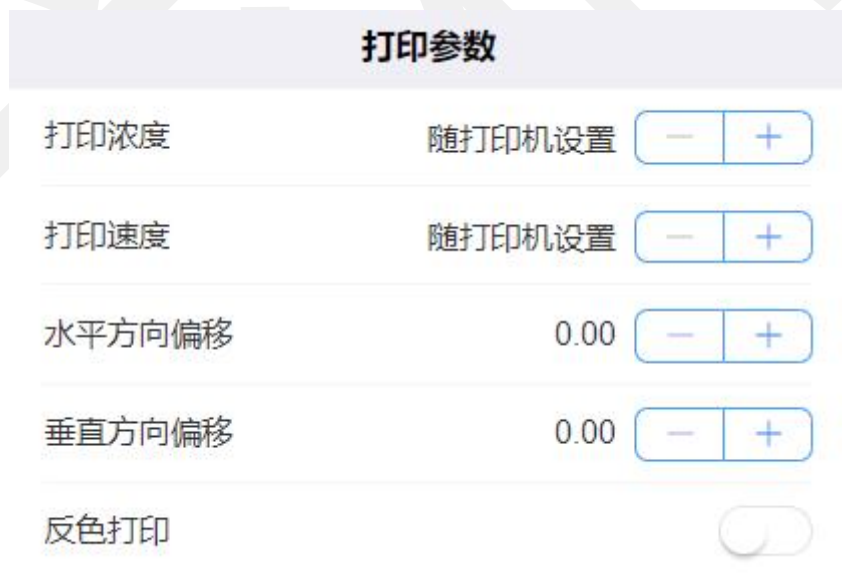 打印参数
打印浓度 随打印机设置 — +
打印速度 随打印机设置 — +
水平方向偏移 0.00 — +
垂直方向偏移 0.00 — +
反色打印